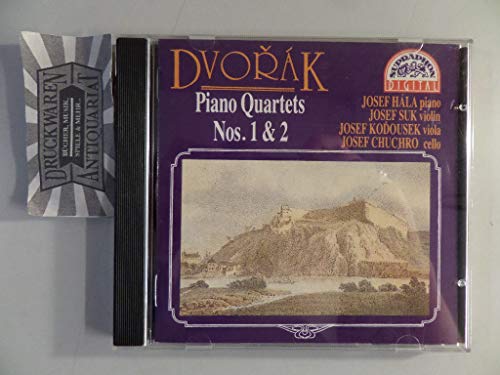 DRUCKWAREN
BÜCHER, MUSIK,
SPIELE & MEHR...
ANTIQUARIAT
DVOŘÁK
Piano Quartets
Nos. 1 & 2
SUPRAPHON
DIGITAL
JOSEF HÁLA piano
JOSEF SUK violin
JOSEF KOĎOUSEK viola
JOSEF CHUCHRO cello